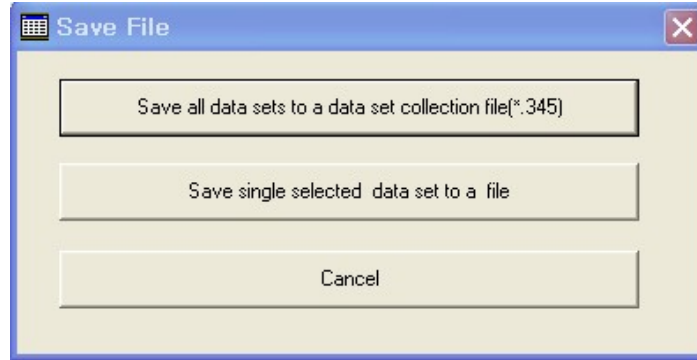 Save File
Save all data sets to a data set collection file(*.345)
Save single selected data set to a file
Cancel